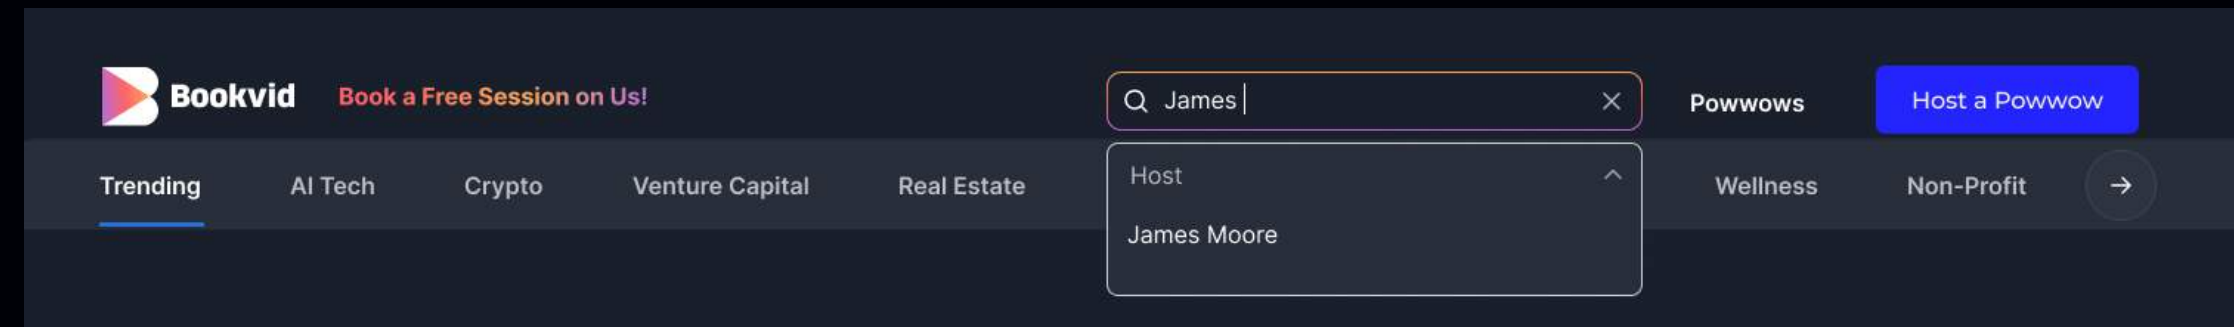 Bookvid
Book a Free Session on Us!
James
Powwows
Host a Powwow
Trending
AI Tech
Crypto
Venture Capital
Real Estate
Host
James Moore
Wellness
Non-Profit